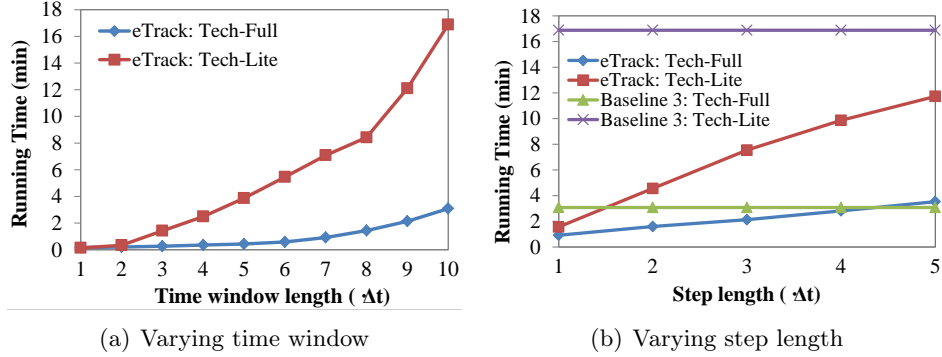 18
16
14
12
10
8
6
4
2
0
Running Time (min)
eTrack: Tech-Full
eTrack: Tech-Lite
1 2 3 4 5 6 7 8 9 10
Time window length ( ·Δt)
(a) Varying time window
18
16
14
12
10
8
6
4
2
0
Running Time (min)
eTrack: Tech-Full
eTrack: Tech-Lite
Baseline 3: Tech-Full
Baseline 3: Tech-Lite
1 2 3 4 5
Step length ( ·Δt)
(b) Varying step length